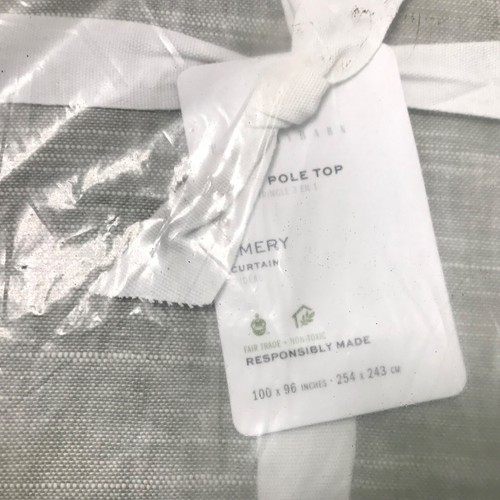 POLE TOP
MERY
CURTAIN
FAIR TRADE + NON-TOXIC
RESPONSIBLY MADE
100 x 96 INCHES · 254 x 243 CM